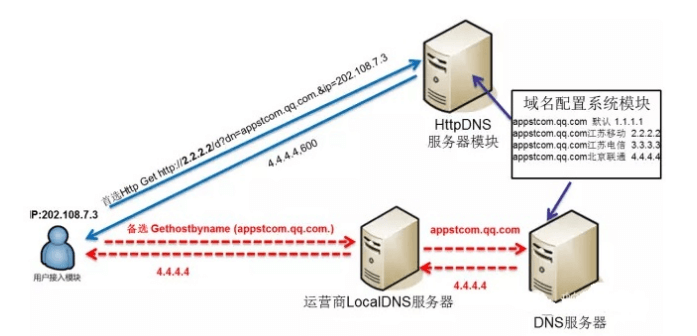 首选Http Get http://2.2.2.2/d?dn=appstcom.qq.com.&ip=202.108.7.3
4.4.4.4,600
HttpDNS
服务器模块
域名配置系统模块
appstcom.qq.com 默认 1.1.1.1
appstcom.qq.com江苏移动 2.2.2.2
appstcom.qq.com江苏电信 3.3.3.3
appstcom.qq.com北京联通 4.4.4.4
IP:202.108.7.3
用户接入模块
备选 Gethostbyname (appstcom.qq.com.)
4.4.4.4
运营商LocalDNS服务器
appstcom.qq.com
4.4.4.4
DNS服务器